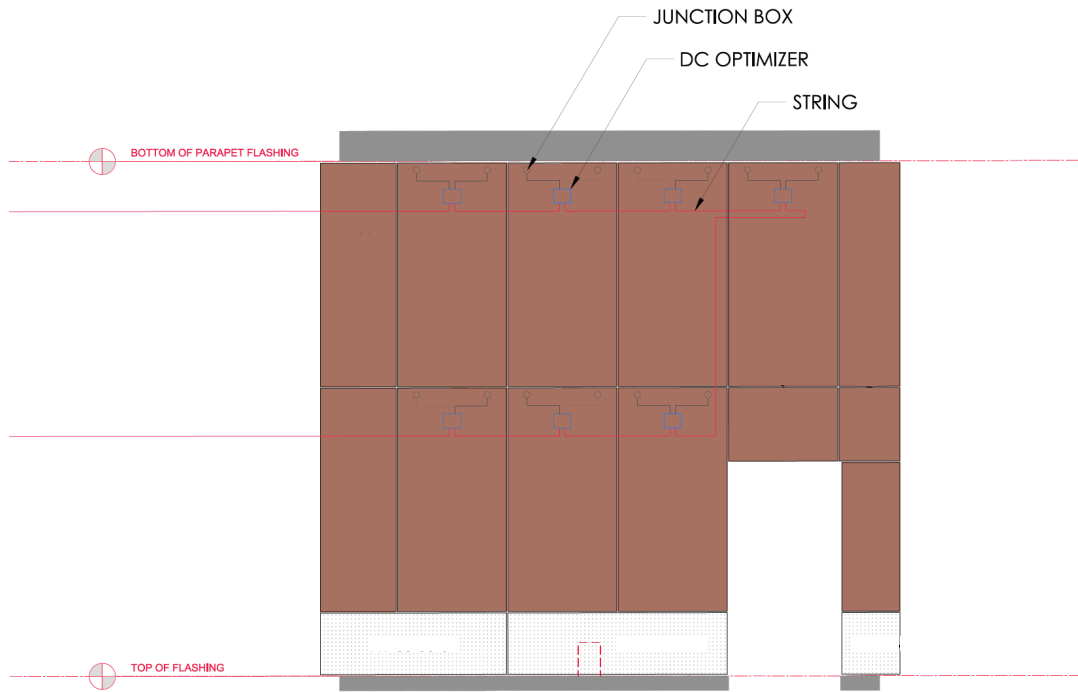 JUNCTION BOX
DC OPTIMIZER
STRING
BOTTOM OF PARAPET FLASHING
TOP OF FLASHING